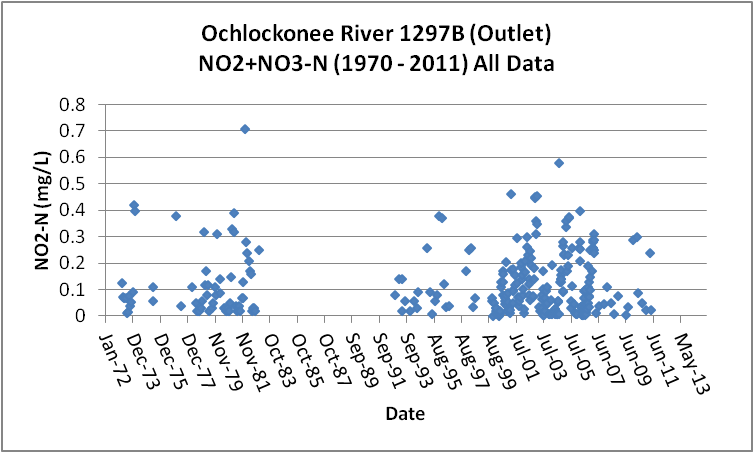 Ochlockonee River 1297B (Outlet)
NO2+NO3-N (1970 - 2011) All Data
NO2-N (mg/L)
0.8
0.7
0.6
0.5
0.4
0.3
0.2
0.1
0
Jan-72
Dec-73
Dec-75
Dec-77
Nov-79
Nov-81
Oct-83
Oct-85
Oct-87
Sep-89
Sep-91
Sep-93
Aug-95
Aug-97
Aug-99
Jul-01
Jul-03
Jul-05
Jun-07
Jun-09
Jun-11
May-13
Date